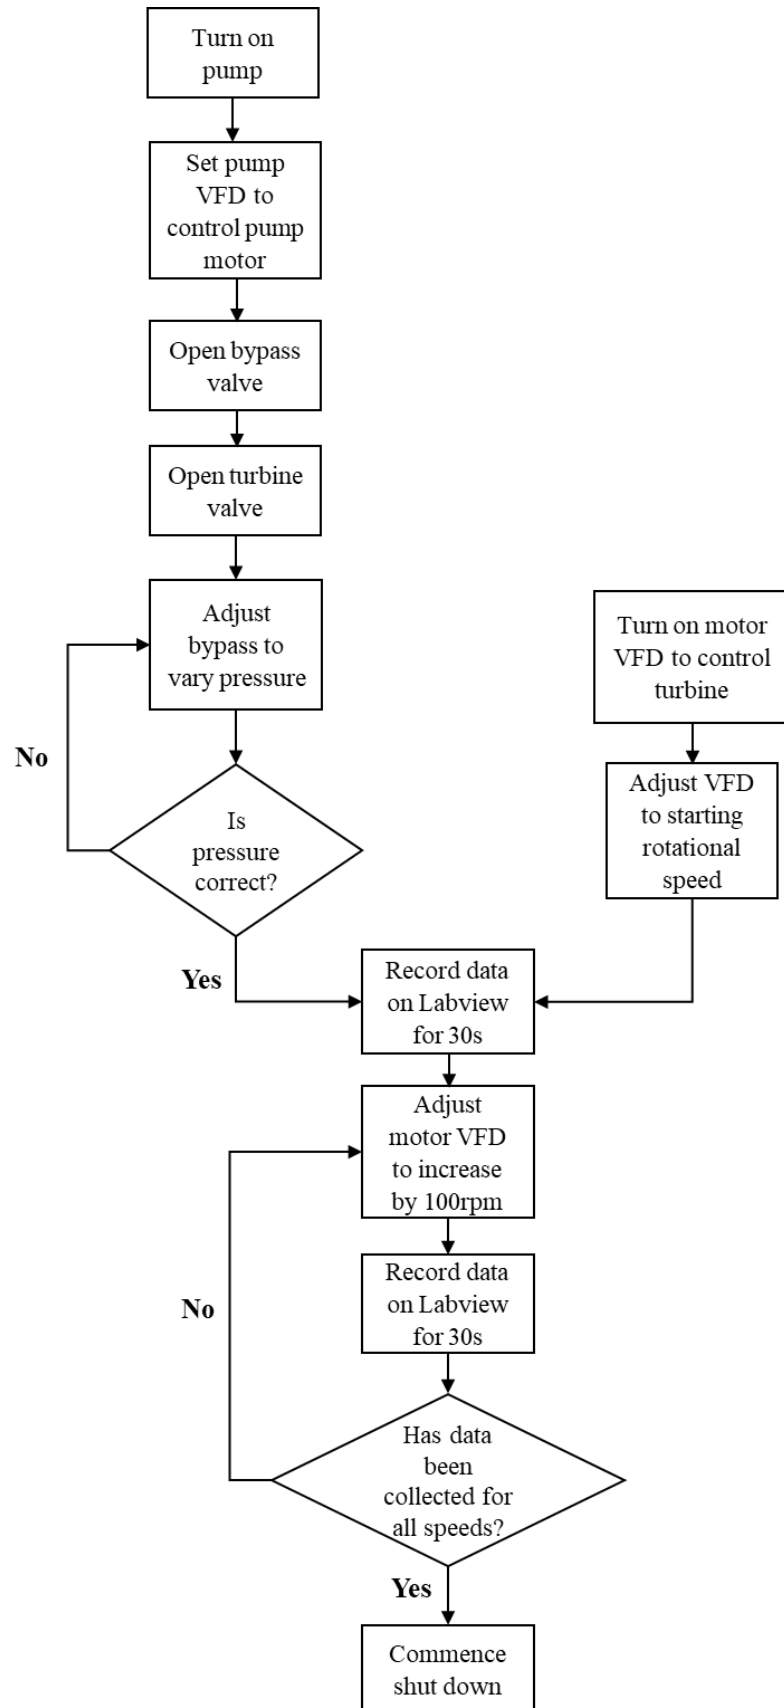 Turn on
pump
Set pump
VFD to
control pump
motor
Open bypass
valve
Open turbine
valve
Adjust
bypass to
vary pressure
No
Is
pressure
correct?
Yes
Turn on motor
VFD to control
turbine
Adjust VFD
to starting
rotational
speed
Record data
on Labview
for 30s
Adjust
motor VFD
to increase
by 100rpm
Record data
on Labview
for 30s
No
Has data
been
collected for
all speeds?
Yes
Commence
shut down